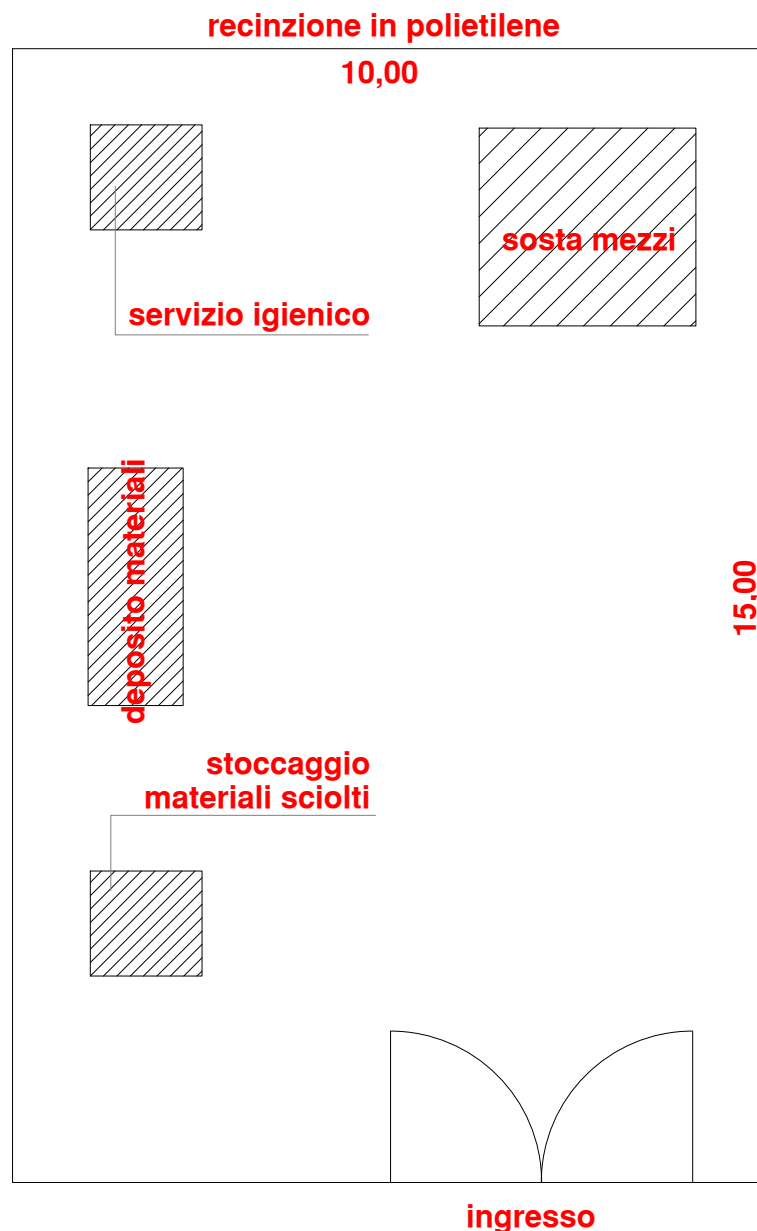 recinzione in polietilene
10,00
sosta mezzi
servizio igienico
deposito materiali
15,00
stoccaggio
materiali sciolti
ingresso